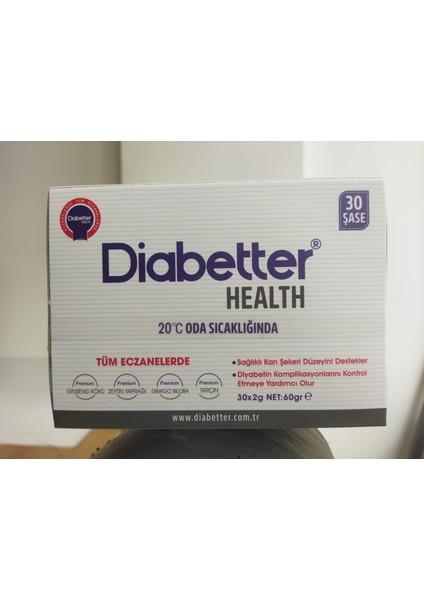 Diabetter
HEALTH
30
ŞASE
Diabetter®
HEALTH
20°C ODA SICAKLIĞINDA
TÜM ECZANELERDE
Premium
GINSENG KÖKÜ
Premium
ZEYTİN YAPRAĞI
Premium
GINKGO BILOBA
Premium
TARÇIN
• Sağlıklı Kan Şekeri Düzeyini Destekler
• Diyabetin Komplikasyonlarını Kontrol
Etmeye Yardımcı Olur
30x2g NET:60gr ℮
www.diabetter.com.tr